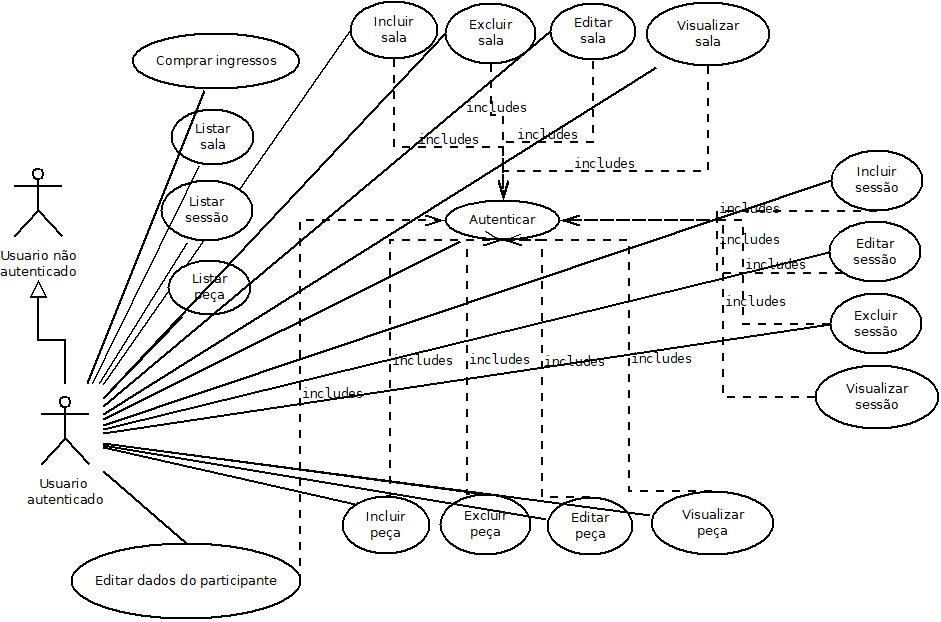 Incluir
sala
Excluir
sala
Editar
sala
Visualizar
sala
Comprar ingressos
includes
Listar
sala
includes
includes
includes
Incluir
sessão
Listar
sessão
includes
Autenticar
includes
Editar
sessão
Usuario não
autenticado
includes
Listar
peça
includes
Excluir
sessão
includes
includes
includes
includes
includes
Visualizar
sessão
Usuario
autenticado
Incluir
peça
Excluir
peça
Editar
peça
Visualizar
peça
Editar dados do participante